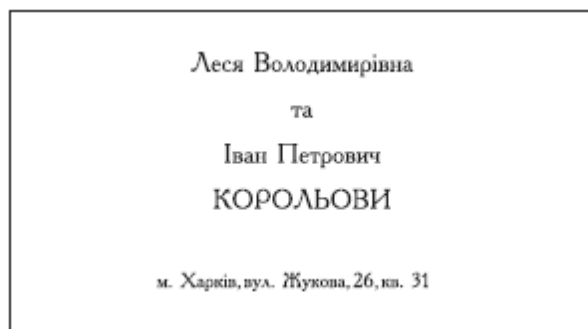 Леся Володимирівна
та
Іван Петрович
КОРОЛЬОВИ
м. Харків, вул. Жукова, 26, кв. 31